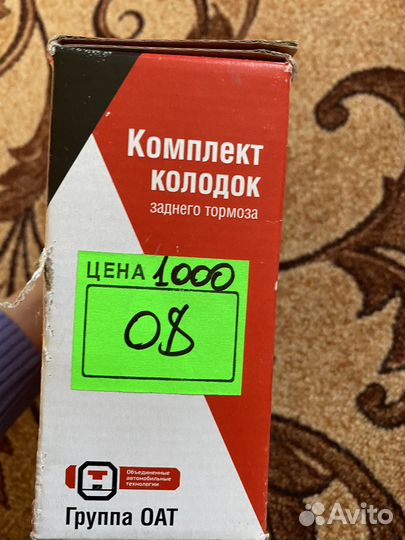 Комплект
колодок
заднего тормоза
ЦЕНА 1000
08
Объединенные
автомобильные
технологии
Группа ОАТ
Avito